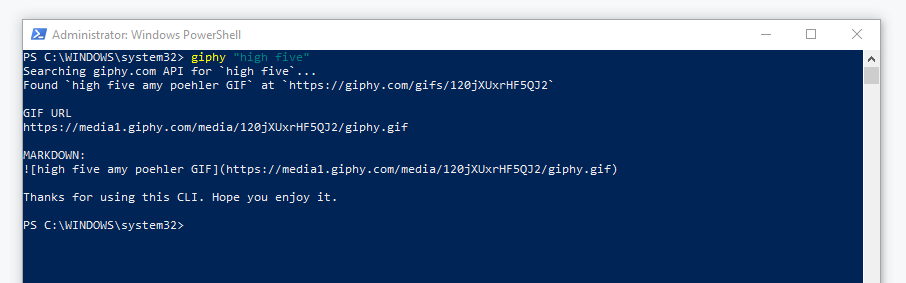 Administrator: Windows PowerShell
PS C:\WINDOWS\system32> giphy "high five"
Searching giphy.com API for `high five`...
Found `high five amy poehler GIF` at `https://giphy.com/gifs/120jXUxrHF5QJ2`
GIF URL
https://media1.giphy.com/media/120jXUxrHF5QJ2/giphy.gif
MARKDOWN:
![high five amy poehler GIF](https://media1.giphy.com/media/120jXUxrHF5QJ2/giphy.gif)
Thanks for using this CLI. Hope you enjoy it.
PS C:\WINDOWS\system32>